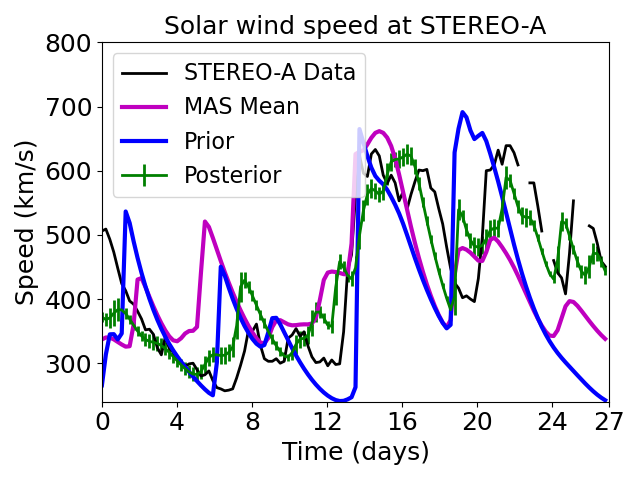 Solar wind speed at STEREO-A
800
700
600
500
400
300
Speed (km/s)
STEREO-A Data
MAS Mean
Prior
Posterior
0 4 8 12 16 20 24 27
Time (days)